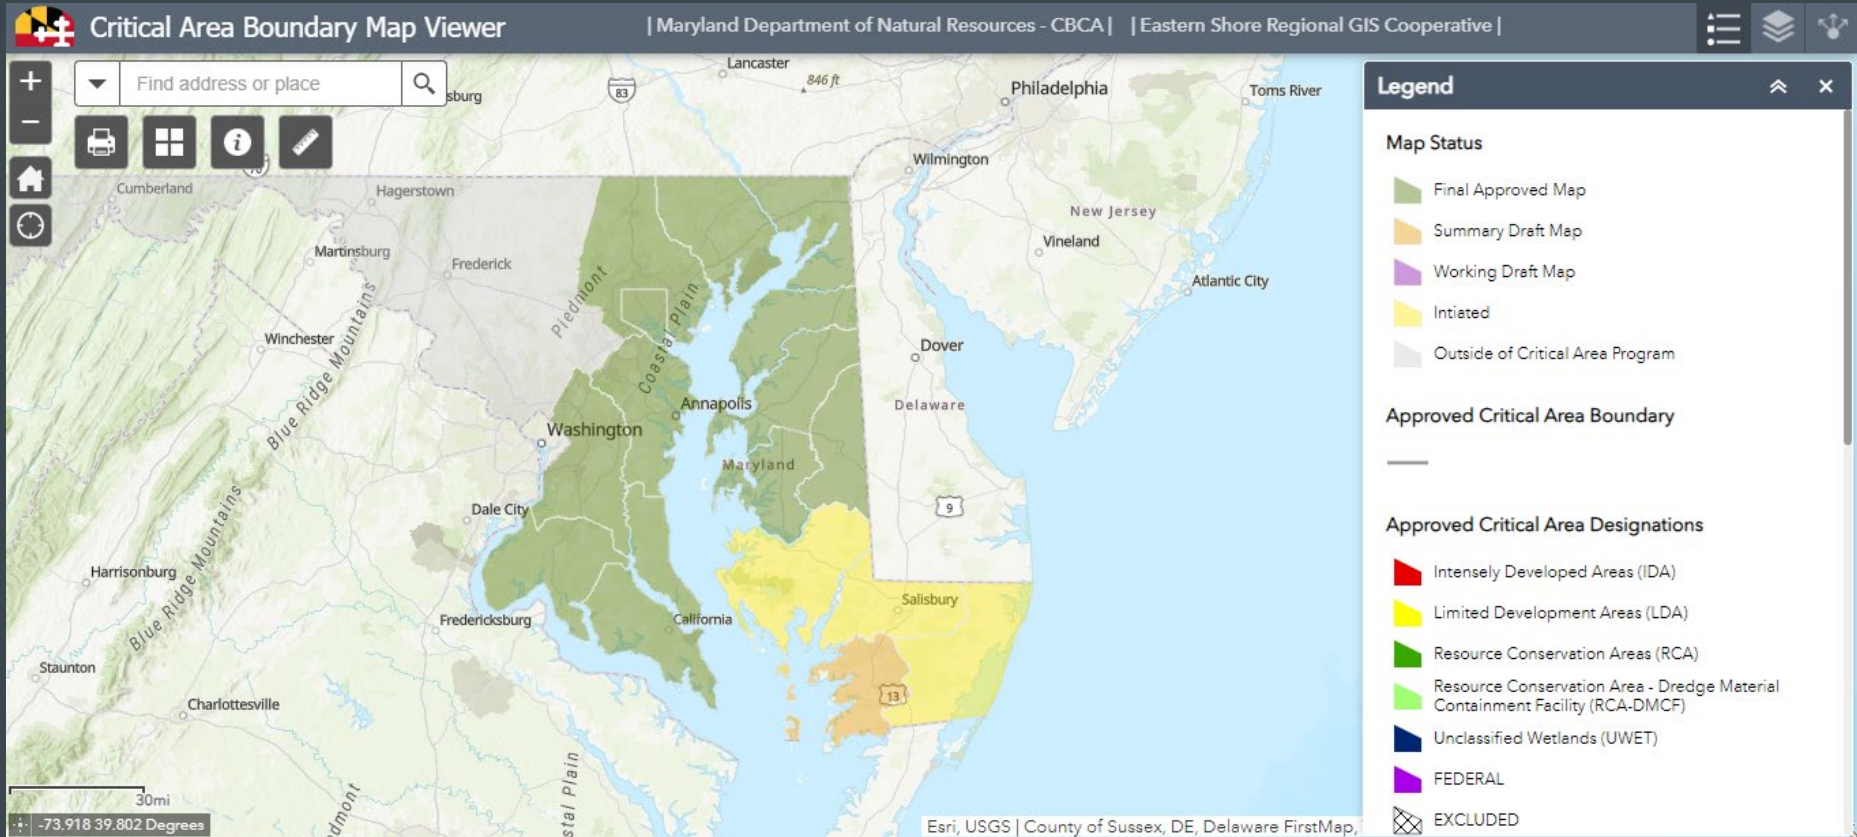 Critical Area Boundary Map Viewer
| Maryland Department of Natural Resources - CBCA |
| Eastern Shore Regional GIS Cooperative |
+
Find address or place
−
sburg
Lancaster
846 ft
83
Philadelphia
Toms River
Wilmington
70
Cumberland
Hagerstown
New Jersey
Martinsburg
Frederick
Vineland
Piedmont
Coastal Plain
Atlantic City
Winchester
Blue Ridge Mountains
Dover
Annapolis
Delaware
Washington
Maryland
Dale City
9
Harrisonburg
Blue Ridge Mountains
Salisbury
Fredericksburg
California
Staunton
13
Charlottesville
stal Plain
dmont
30mi
-73.918 39.802 Degrees
Esri, USGS | County of Sussex, DE, Delaware FirstMap,
Legend
Map Status
Final Approved Map
Summary Draft Map
Working Draft Map
Intiated
Outside of Critical Area Program
Approved Critical Area Boundary
Approved Critical Area Designations
Intensely Developed Areas (IDA)
Limited Development Areas (LDA)
Resource Conservation Areas (RCA)
Resource Conservation Area - Dredge Material
Containment Facility (RCA-DMCF)
Unclassified Wetlands (UWET)
FEDERAL
EXCLUDED